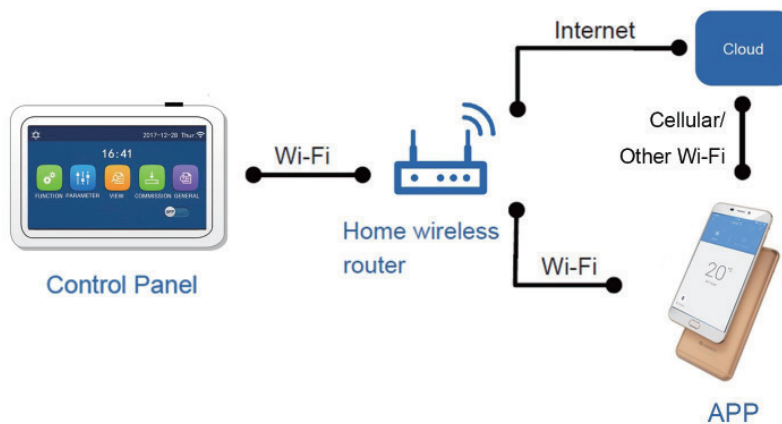 Internet
Cloud
2017-12-28 Thur
16:41
Wi-Fi
Cellular/
Other Wi-Fi
FUNCTION PARAMETER VIEW COMMISSION GENERAL
OFF
Home wireless
router
Wi-Fi
20°C
Control Panel
APP